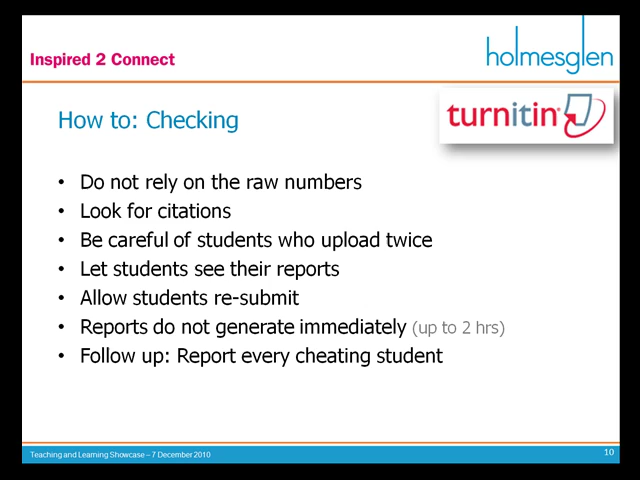 Inspired 2 Connect
holmesglen
turnitin
How to: Checking
• Do not rely on the raw numbers
• Look for citations
• Be careful of students who upload twice
• Let students see their reports
• Allow students re-submit
• Reports do not generate immediately (up to 2 hrs)
• Follow up: Report every cheating student
Teaching and Learning Showcase – 7 December 2010
10